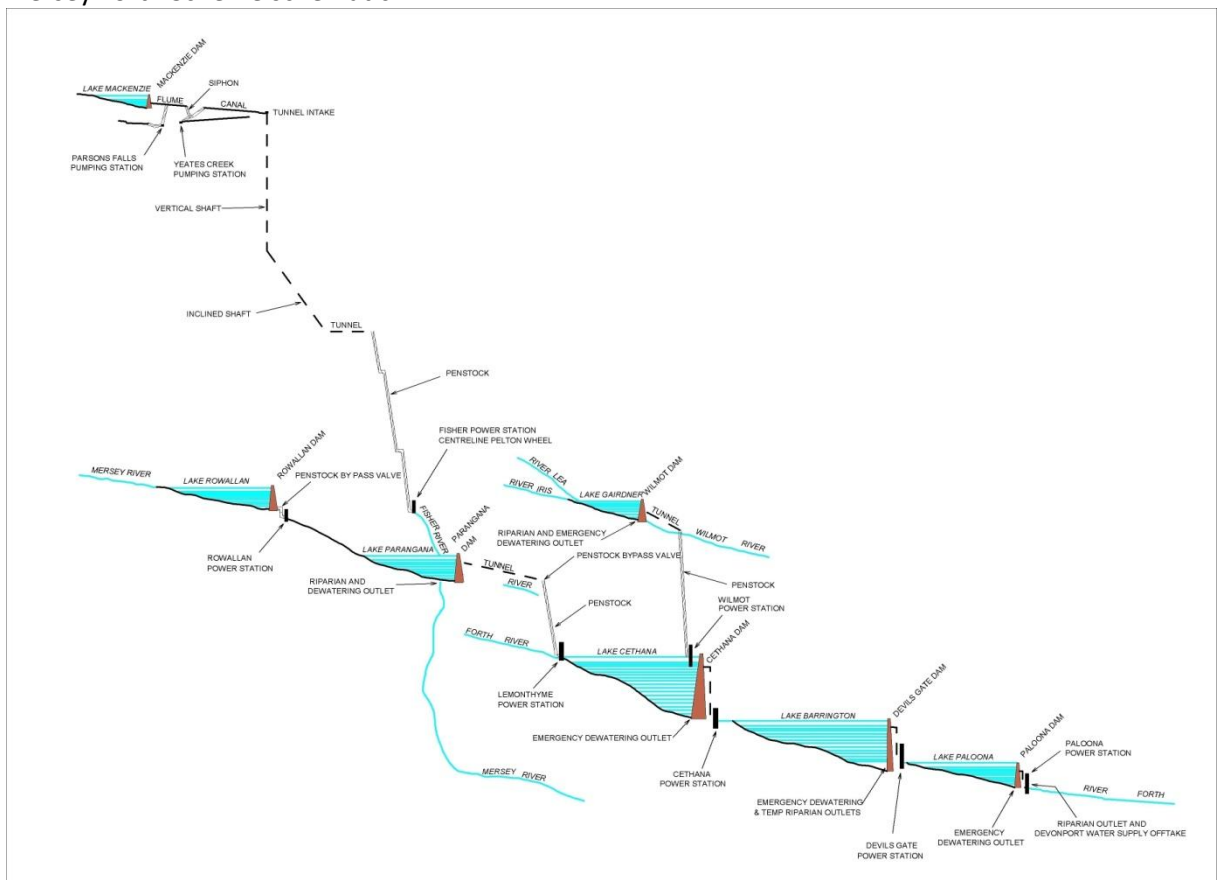 MACKENZIE DAM
LAKE MACKENZIE
SIPHON
FLUME
CANAL
TUNNEL INTAKE
PARSONS FALLS
PUMPING STATION
YEATES CREEK
PUMPING STATION
VERTICAL SHAFT
INCLINED SHAFT
TUNNEL
PENSTOCK
FISHER POWER STATION
CENTRELINE PELTON WHEEL
MERSEY RIVER
LAKE ROWALLAN
ROWALLAN DAM
PENSTOCK BY PASS VALVE
ROWALLAN
POWER STATION
FISHER RIVER
PARANGANA
DAM
LAKE PARANGANA
RIPARIAN AND
DEWATERING OUTLET
TUNNEL
RIVER
RIVER LEA
RIVER IRIS
LAKE GAIRDNER
WILMOT DAM
TUNNEL
WILMOT RIVER
RIPARIAN AND EMERGENCY
DEWATERING OUTLET
PENSTOCK BYPASS VALVE
PENSTOCK
PENSTOCK
WILMOT
POWER STATION
FORTH RIVER
LAKE CETHANA
CETHANA DAM
LEMONTHYME
POWER STATION
EMERGENCY DEWATERING OUTLET
MERSEY RIVER
CETHANA
POWER STATION
LAKE BARRINGTON
DEVILS GATE DAM
EMERGENCY DEWATERING
& TEMP RIPARIAN OUTLETS
DEVILS GATE
POWER STATION
LAKE PALOONA
PALOONA DAM
PALOONA
POWER STATION
RIVER FORTH
EMERGENCY
DEWATERING OUTLET
RIPARIAN OUTLET AND
DEVONPORT WATER SUPPLY OFFTAKE